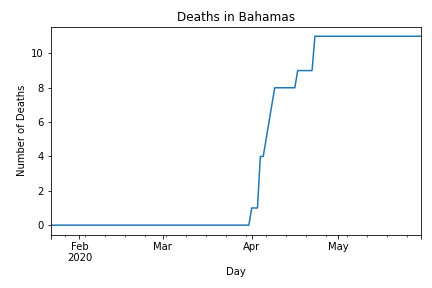 Deaths in Bahamas
Number of Deaths
10
8
6
4
2
0
Feb
2020
Mar
Apr
May
Day